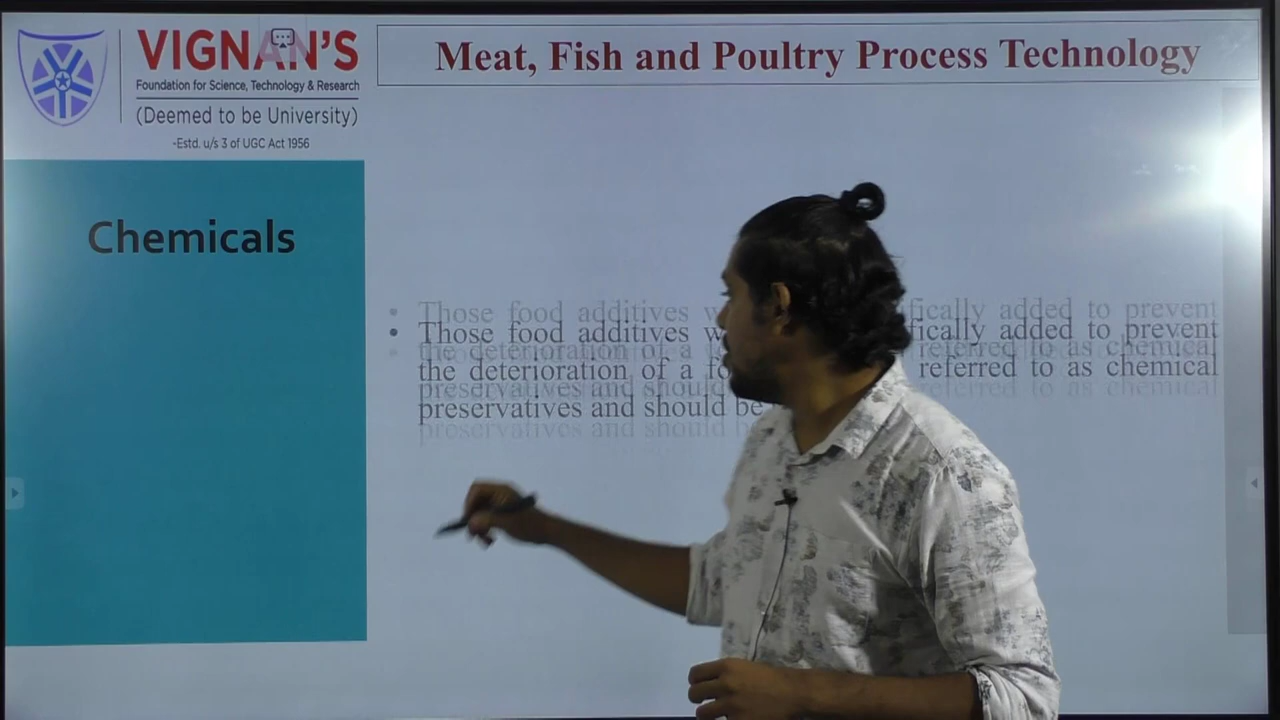 VIGNAN'S
Foundation for Science, Technology & Research
(Deemed to be University)
-Estd. u/s 3 of UGC Act 1956
Meat, Fish and Poultry Process Technology
Chemicals
• Those food additives fically added to prevent
the deterioration of a referred to as chemical
preservatives and should be